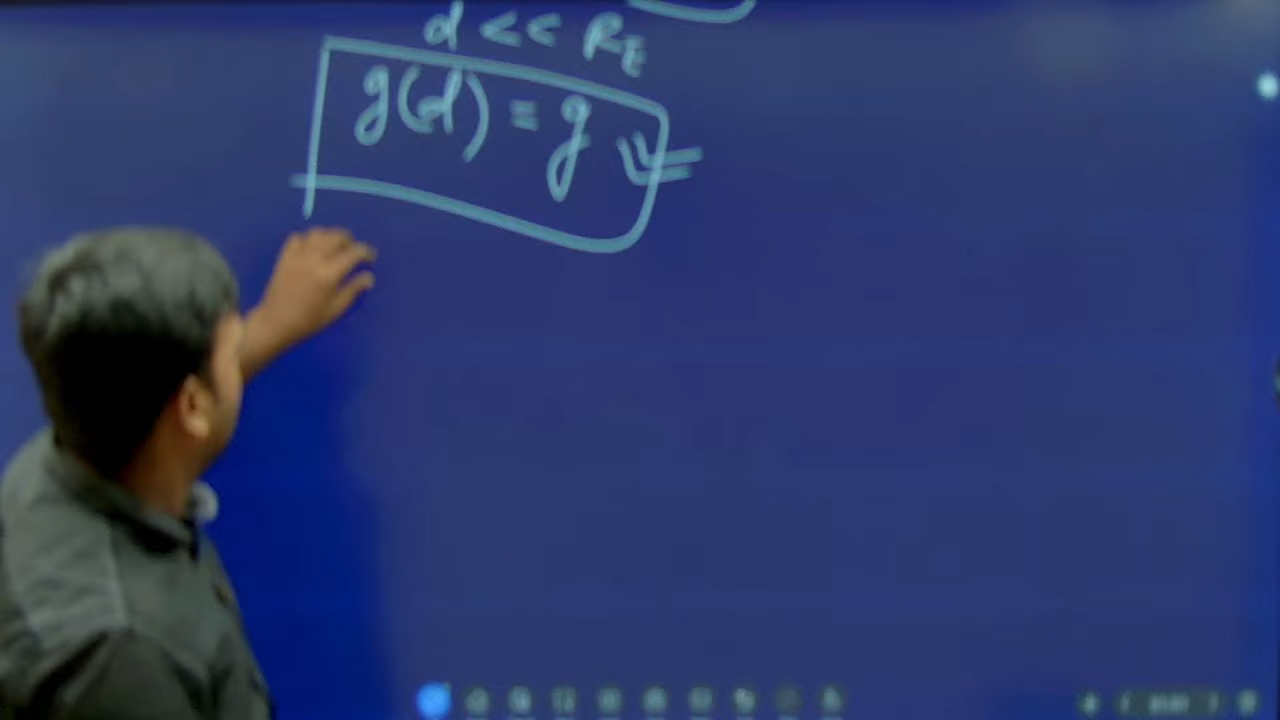 d << R_E
g(d) = g